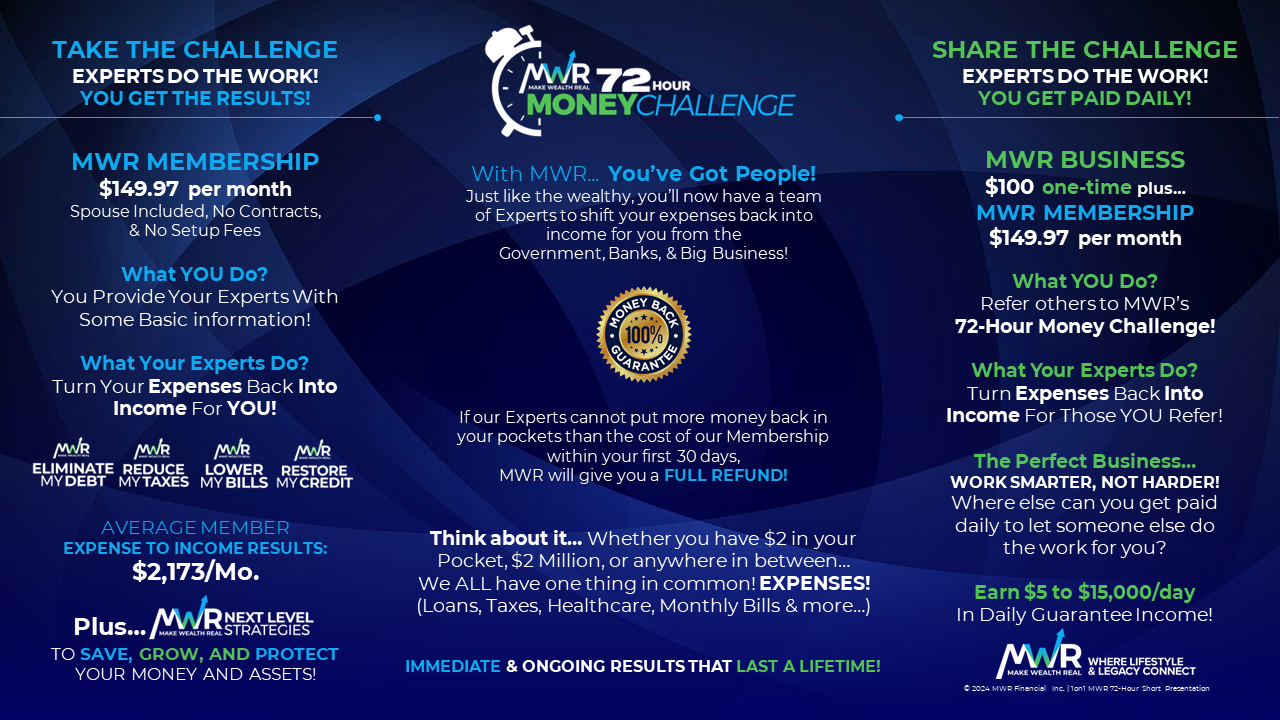 TAKE THE CHALLENGE
EXPERTS DO THE WORK!
YOU GET THE RESULTS!
MWR MEMBERSHIP
$149.97 per month
Spouse Included, No Contracts,
& No Setup Fees
What YOU Do?
You Provide Your Experts With
Some Basic information!
What Your Experts Do?
Turn Your Expenses Back Into
Income For YOU!
MWR
MAKE WEALTH REAL
ELIMINATE
MY DEBT
MWR
MAKE WEALTH REAL
REDUCE
MY TAXES
MWR
MAKE WEALTH REAL
LOWER
MY BILLS
MWR
MAKE WEALTH REAL
RESTORE
MY CREDIT
AVERAGE MEMBER
EXPENSE TO INCOME RESULTS:
$2,173/Mo.
Plus...
MWR
MAKE WEALTH REAL
NEXT LEVEL
STRATEGIES
TO SAVE, GROW, AND PROTECT
YOUR MONEY AND ASSETS!
MWR
MAKE WEALTH REAL
72 HOUR
MONEYCHALLENGE
With MWR... You've Got People!
Just like the wealthy, you'll now have a team
of Experts to shift your expenses back into
income for you from the
Government, Banks, & Big Business!
MONEY BACK
100%
GUARANTEE
If our Experts cannot put more money back in
your pockets than the cost of our Membership
within your first 30 days,
MWR will give you a FULL REFUND!
Think about it... Whether you have $2 in your
Pocket, $2 Million, or anywhere in between...
We ALL have one thing in common! EXPENSES!
(Loans, Taxes, Healthcare, Monthly Bills & more...)
IMMEDIATE & ONGOING RESULTS THAT LAST A LIFETIME!
SHARE THE CHALLENGE
EXPERTS DO THE WORK!
YOU GET PAID DAILY!
MWR BUSINESS
$100 one-time plus...
MWR MEMBERSHIP
$149.97 per month
What YOU Do?
Refer others to MWR's
72-Hour Money Challenge!
What Your Experts Do?
Turn Expenses Back Into
Income For Those YOU Refer!
The Perfect Business...
WORK SMARTER, NOT HARDER!
Where else can you get paid
daily to let someone else do
the work for you?
Earn $5 to $15,000/day
In Daily Guarantee Income!
MWR
MAKE WEALTH REAL
WHERE LIFESTYLE
& LEGACY CONNECT
© 2024 MWR Financial Inc. | 1on1 MWR 72-Hour Short Presentation